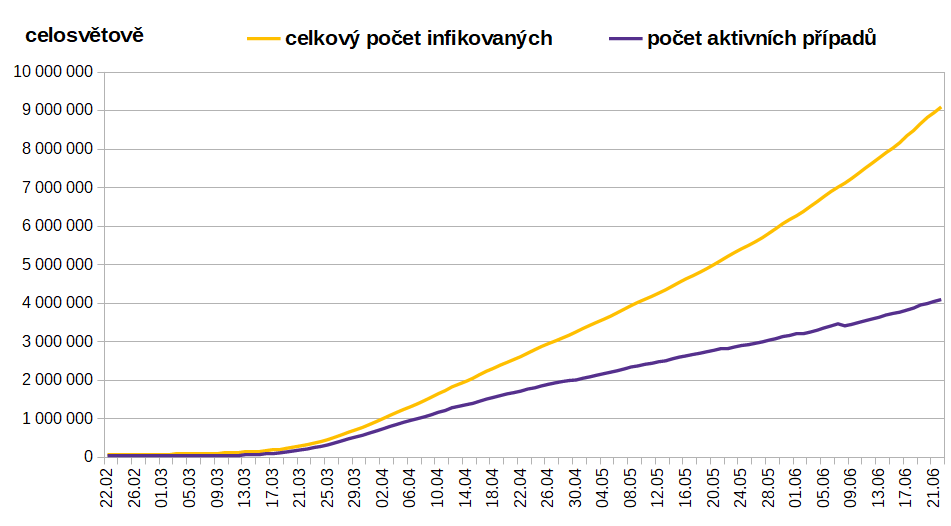 celosvětově
celkový počet infikovaných
počet aktivních případů
10 000 000
9 000 000
8 000 000
7 000 000
6 000 000
5 000 000
4 000 000
3 000 000
2 000 000
1 000 000
0
22.02
26.02
01.03
05.03
09.03
13.03
17.03
21.03
25.03
29.03
02.04
06.04
10.04
14.04
18.04
22.04
26.04
30.04
04.05
08.05
12.05
16.05
20.05
24.05
28.05
01.06
05.06
09.06
13.06
17.06
21.06